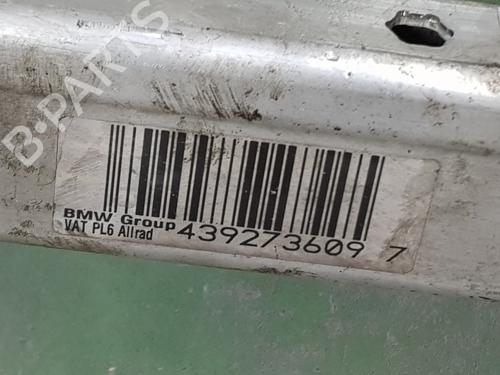 B-PARTS
BMW Group
VAT PL6 Allrad
439273609 7